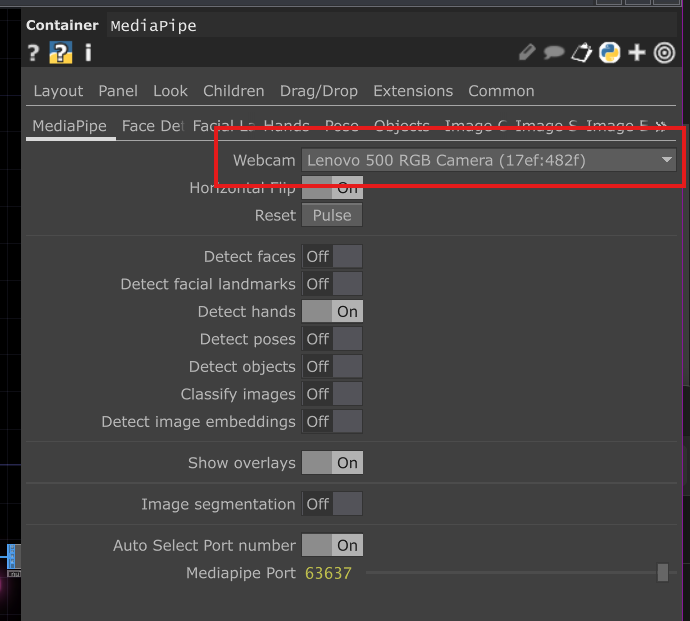 Container MediaPipe
? ? i
Layout Panel Look Children Drag/Drop Extensions Common
MediaPipe Face Det Facial La Hands Pose Objects Image C Image S Image E »
Webcam Lenovo 500 RGB Camera (17ef:482f)
Horizontal Flip On
Reset Pulse
Detect faces Off
Detect facial landmarks Off
Detect hands On
Detect poses Off
Detect objects Off
Classify images Off
Detect image embeddings Off
Show overlays On
Image segmentation Off
Auto Select Port number On
Mediapipe Port 63637